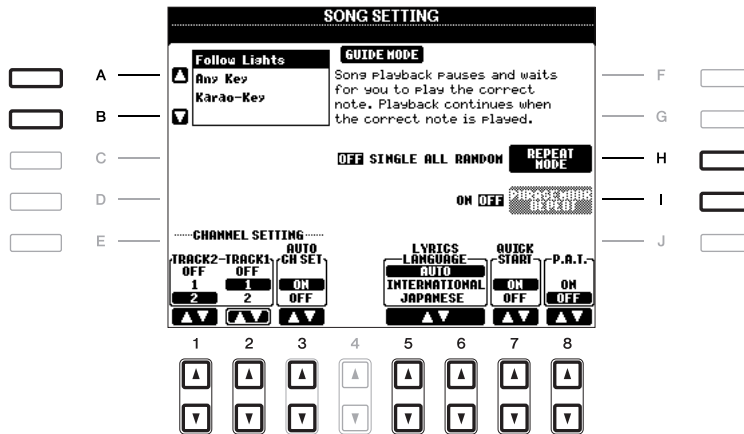 SONG SETTING
Follow Lights
Any Key
Karao-Key
GUIDE MODE
Song playback pauses and waits
for you to play the correct
note. Playback continues when
the correct note is played.
A
B
C
D
E
F
G
H
I
J
OFF SINGLE ALL RANDOM
REPEAT
MODE
ON OFF
PHRASE MARK
REPEAT
CHANNEL SETTING
TRACK2
OFF
1
2
TRACK1
OFF
1
2
AUTO
CH SET
ON
OFF
LYRICS
LANGUAGE
AUTO
INTERNATIONAL
JAPANESE
QUICK
START
ON
OFF
P.A.T.
ON
OFF
1 2 3 4 5 6 7 8